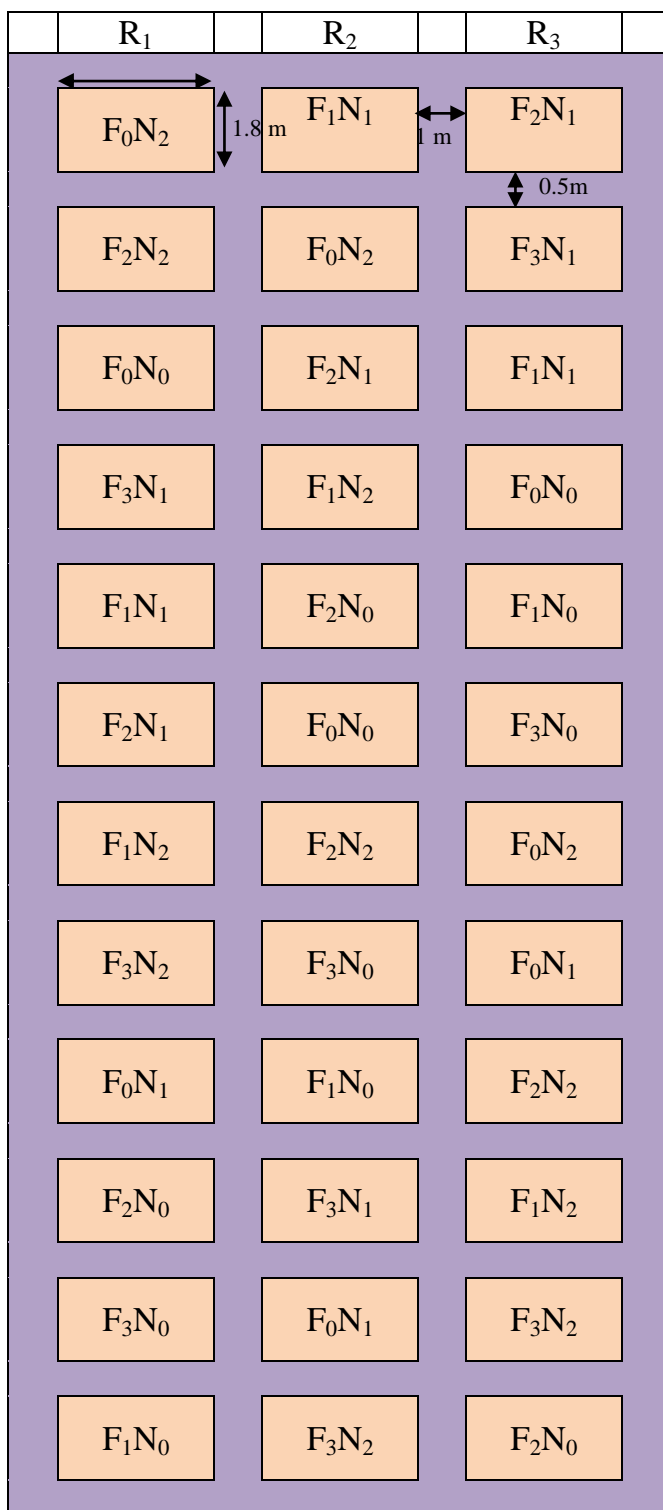 R₁ R₂ R₃
F₀N₂ 1.8 m F₁N₁ 1 m F₂N₁
0.5m
F₂N₂ F₀N₂ F₃N₁
F₀N₀ F₂N₁ F₁N₁
F₃N₁ F₁N₂ F₀N₀
F₁N₁ F₂N₀ F₁N₀
F₂N₁ F₀N₀ F₃N₀
F₁N₂ F₂N₂ F₀N₂
F₃N₂ F₃N₀ F₀N₁
F₀N₁ F₁N₀ F₂N₂
F₂N₀ F₃N₁ F₁N₂
F₃N₀ F₀N₁ F₃N₂
F₁N₀ F₃N₂ F₂N₀